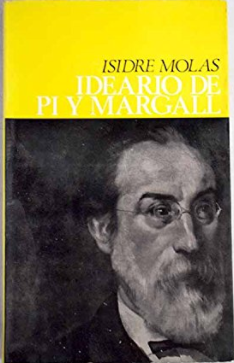 ISIDRE MOLAS
IDEARIO DE
PI Y MARGALL